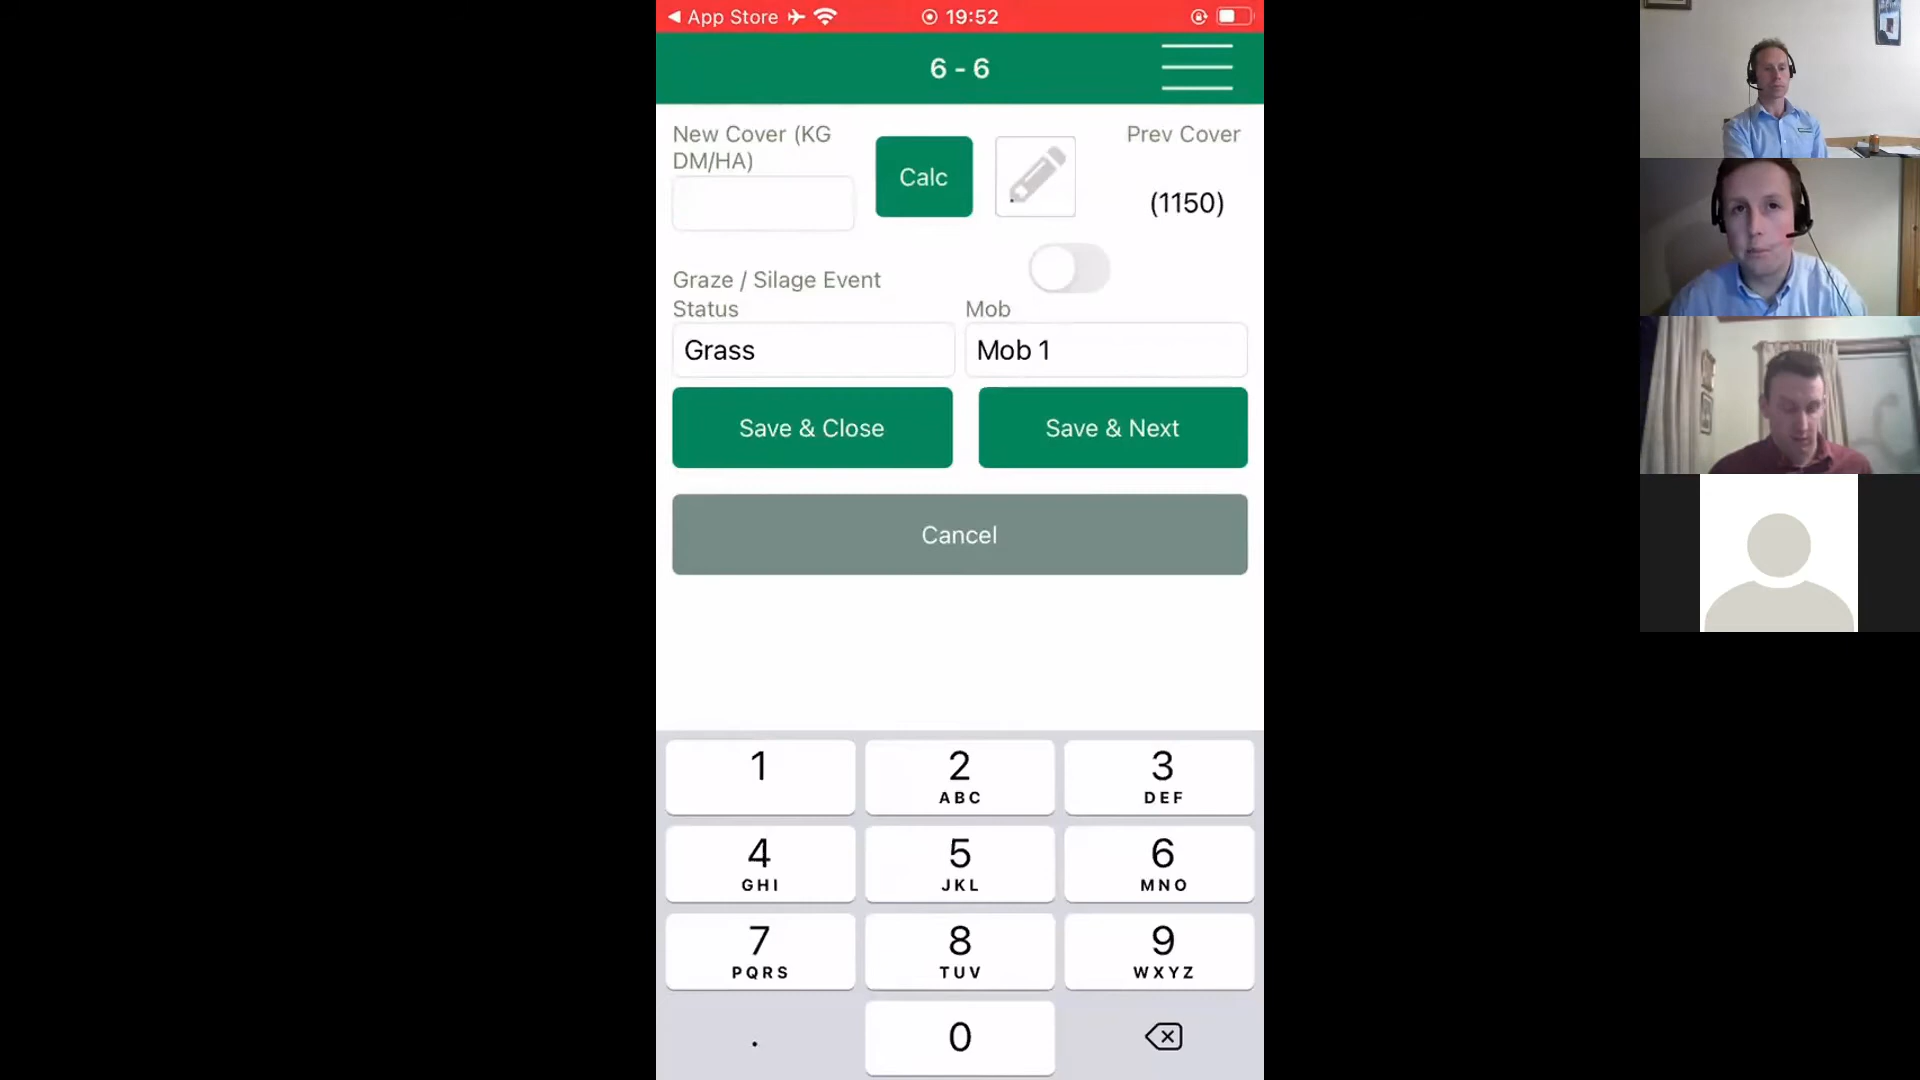 App Store 19:52
6 - 6
New Cover (KG
DM/HA)
Calc
Prev Cover
(1150)
Graze / Silage Event
Status
Mob
Grass
Mob 1
Save & Close
Save & Next
Cancel
1
2
ABC
3
DEF
4
GHI
5
JKL
6
MNO
7
PQRS
8
TUV
9
WXYZ
.
0